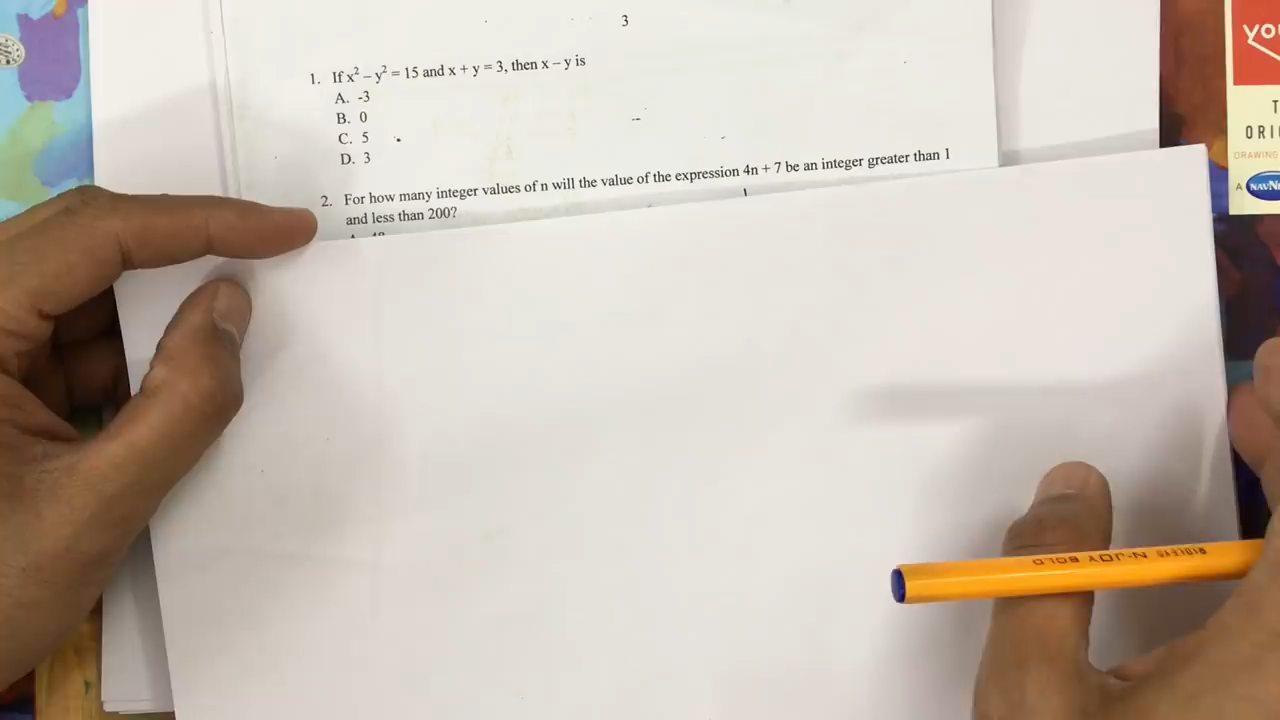 3
1. If x² – y² = 15 and x + y = 3, then x – y is
A. -3
B. 0
C. 5
D. 3
2. For how many integer values of n will the value of the expression 4n + 7 be an integer greater than 1
and less than 200?
N-JOY BOLD